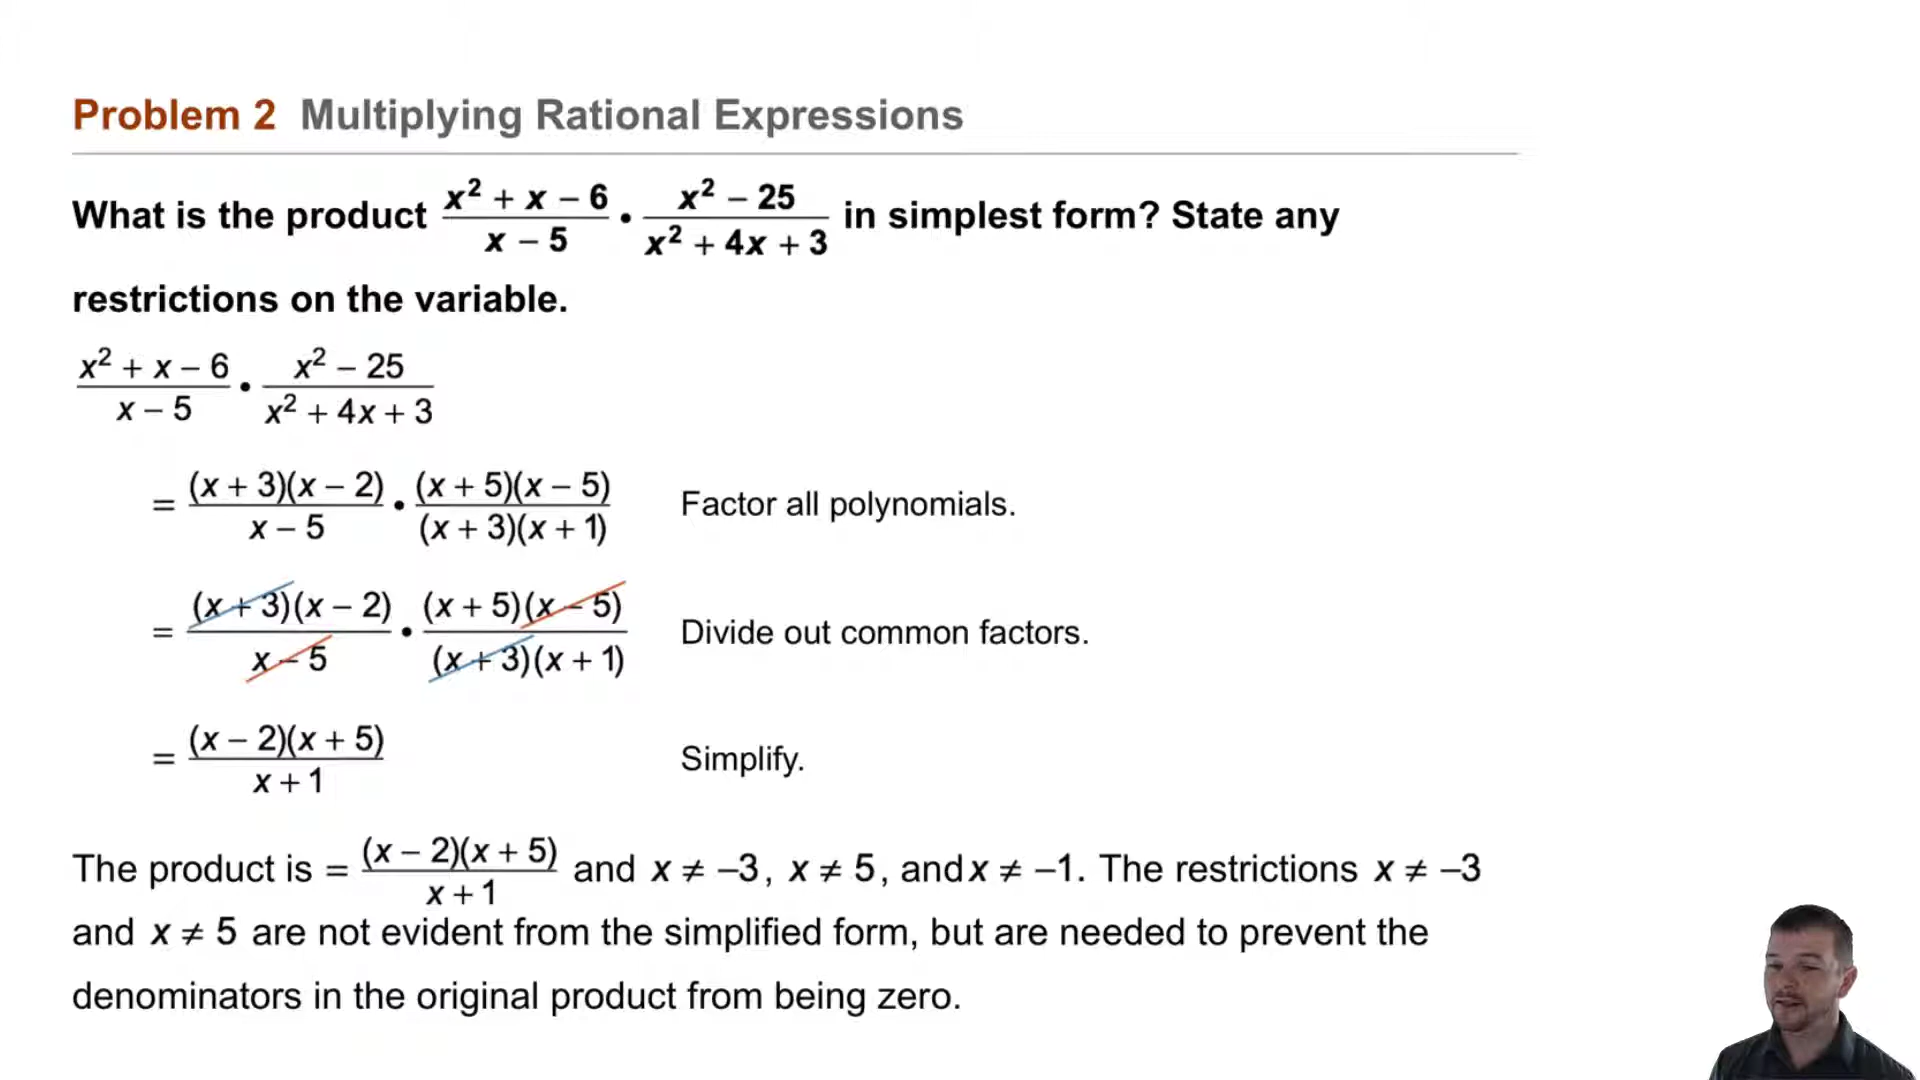 Problem 2 Multiplying Rational Expressions
What is the product (x² + x − 6)/(x − 5) • (x² − 25)/(x² + 4x + 3) in simplest form? State any
restrictions on the variable.
(x² + x − 6)/(x − 5) • (x² − 25)/(x² + 4x + 3)
= (x + 3)(x − 2)/(x − 5) • (x + 5)(x − 5)/((x + 3)(x + 1)) Factor all polynomials.
= (x + 3)(x − 2)/(x − 5) • (x + 5)(x − 5)/((x + 3)(x + 1)) Divide out common factors.
= (x − 2)(x + 5)/(x + 1) Simplify.
The product is = (x − 2)(x + 5)/(x + 1) and x ≠ −3, x ≠ 5, andx ≠ −1. The restrictions x ≠ −3
and x ≠ 5 are not evident from the simplified form, but are needed to prevent the
denominators in the original product from being zero.